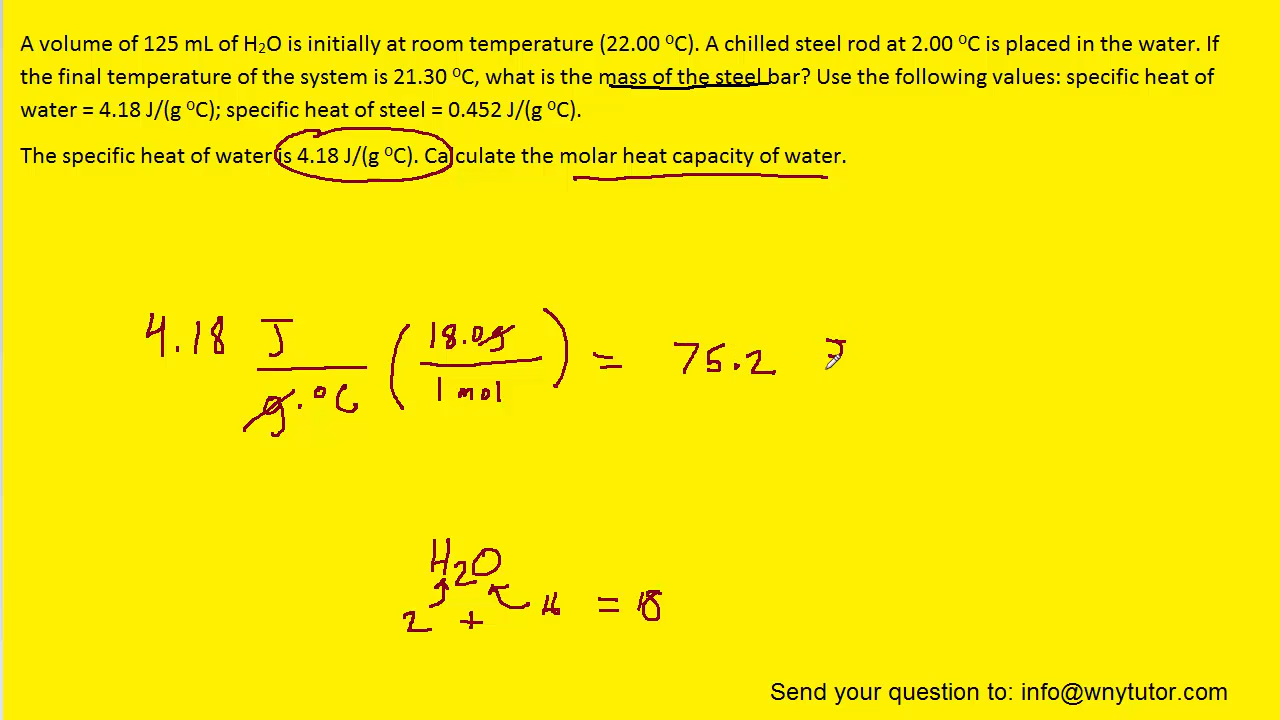 A volume of 125 mL of H₂O is initially at room temperature (22.00 ⁰C). A chilled steel rod at 2.00 ⁰C is placed in the water. If
the final temperature of the system is 21.30 ⁰C, what is the mass of the steel bar? Use the following values: specific heat of
water = 4.18 J/(g ⁰C); specific heat of steel = 0.452 J/(g ⁰C).
The specific heat of water is 4.18 J/(g ⁰C). Calculate the molar heat capacity of water.
4.18 J/g·°C (18.0g/1 mol) = 75.2 J
H₂O
2 + 16 = 18
Send your question to: info@wnytutor.com